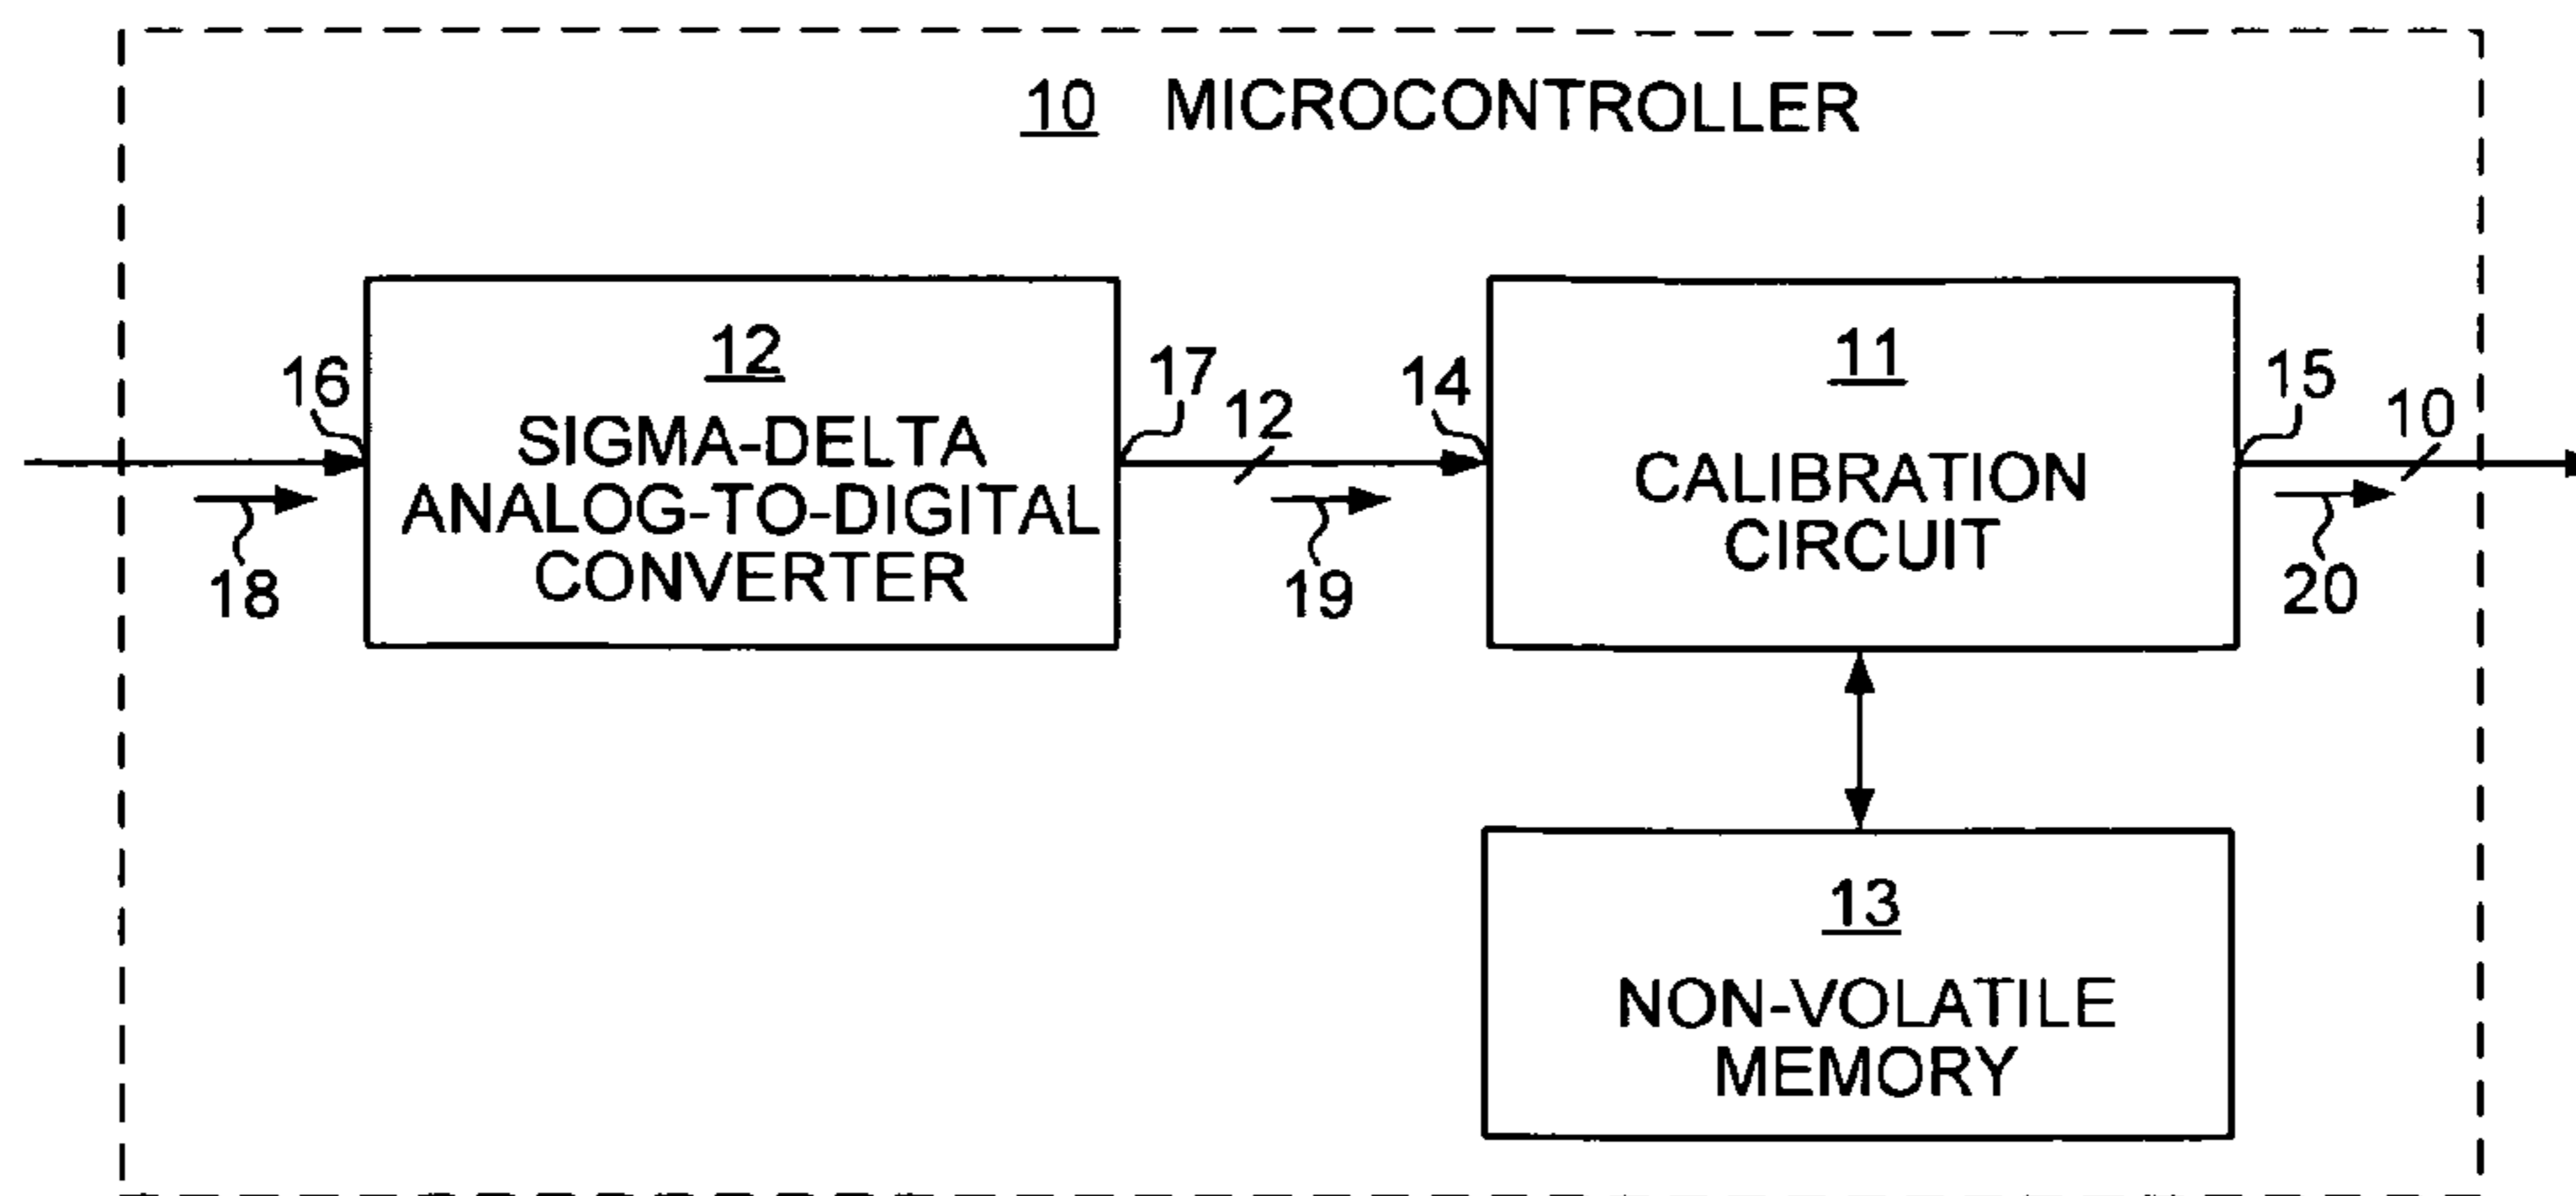 10 MICROCONTROLLER
12
SIGMA-DELTA
ANALOG-TO-DIGITAL
CONVERTER
16
18
17
12
19
14
11
CALIBRATION
CIRCUIT
15
10
20
13
NON-VOLATILE
MEMORY